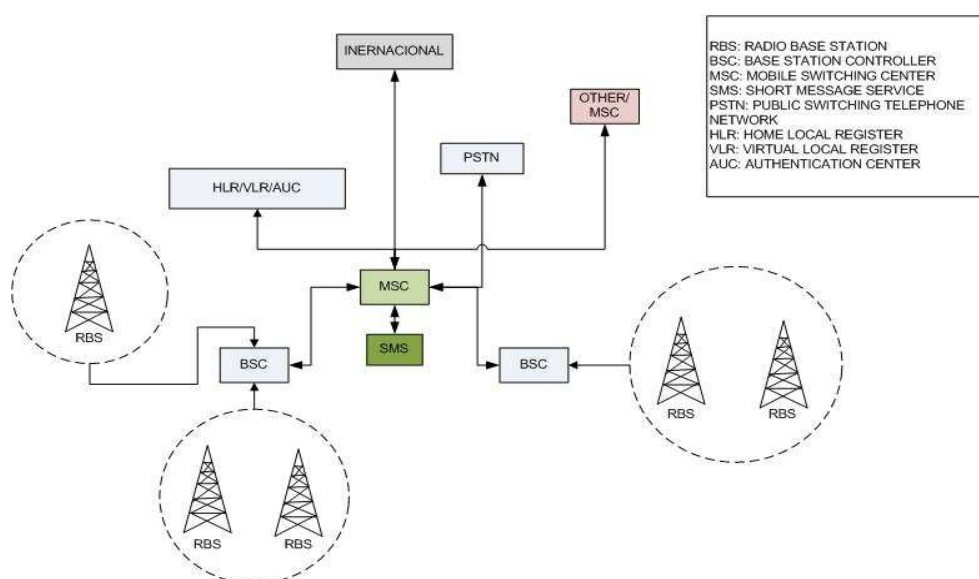 INERNACIONAL
OTHER/
MSC
PSTN
HLR/VLR/AUC
MSC
SMS
BSC
BSC
RBS
RBS
RBS
RBS
RBS
RBS: RADIO BASE STATION
BSC: BASE STATION CONTROLLER
MSC: MOBILE SWITCHING CENTER
SMS: SHORT MESSAGE SERVICE
PSTN: PUBLIC SWITCHING TELEPHONE
NETWORK
HLR: HOME LOCAL REGISTER
VLR: VIRTUAL LOCAL REGISTER
AUC: AUTHENTICATION CENTER